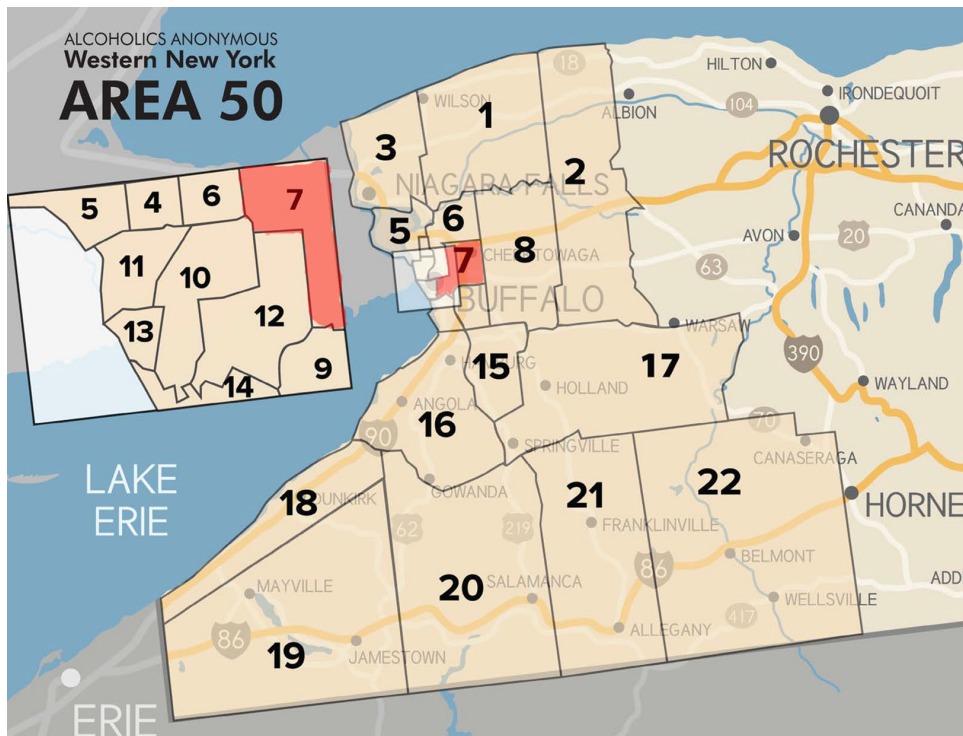 ALCOHOLICS ANONYMOUS
Western New York
AREA 50
HILTON
18
WILSON
1
ALBION
104
IRONDEQUOIT
ROCHESTER
3
2
NIAGARA FALLS
5
4
6
7
5
6
7
8
CANANDA
AVON
20
11
10
63
BUFFALO
13
12
WARSAW
14
9
15
17
390
HOLLAND
WAYLAND
ANGOLA
16
90
70
SPRINGVILLE
CANASERAGA
LAKE
ERIE
18
DUNKIRK
GOWANDA
21
22
HORNE
62
219
FRANKLINVILLE
86
BELMONT
MAYVILLE
20
SALAMANCA
ADD
WELLSVILLE
417
86
ALLEGANY
19
JAMESTOWN
ERIE